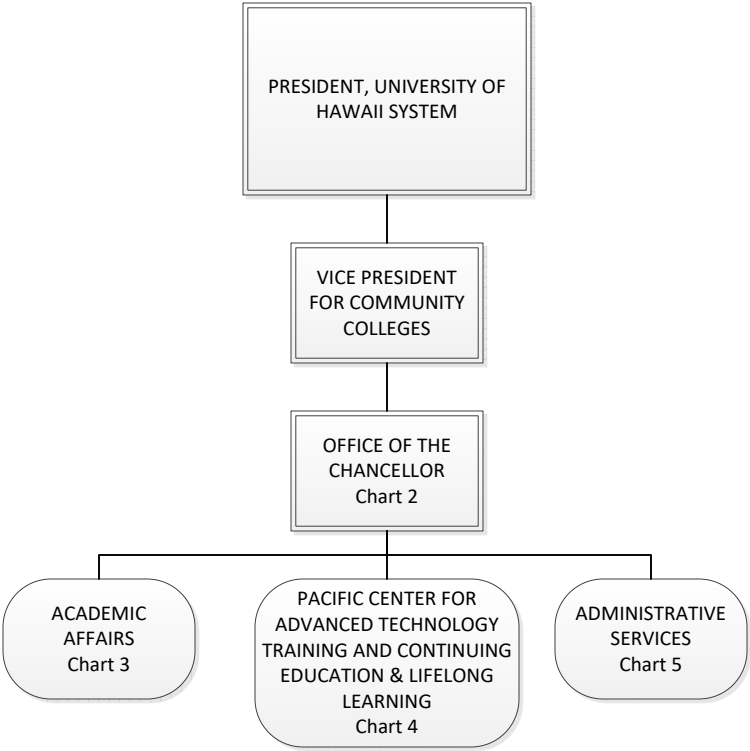 PRESIDENT, UNIVERSITY OF
HAWAII SYSTEM
VICE PRESIDENT
FOR COMMUNITY
COLLEGES
OFFICE OF THE
CHANCELLOR
Chart 2
ACADEMIC
AFFAIRS
Chart 3
PACIFIC CENTER FOR
ADVANCED TECHNOLOGY
TRAINING AND CONTINUING
EDUCATION & LIFELONG
LEARNING
Chart 4
ADMINISTRATIVE
SERVICES
Chart 5